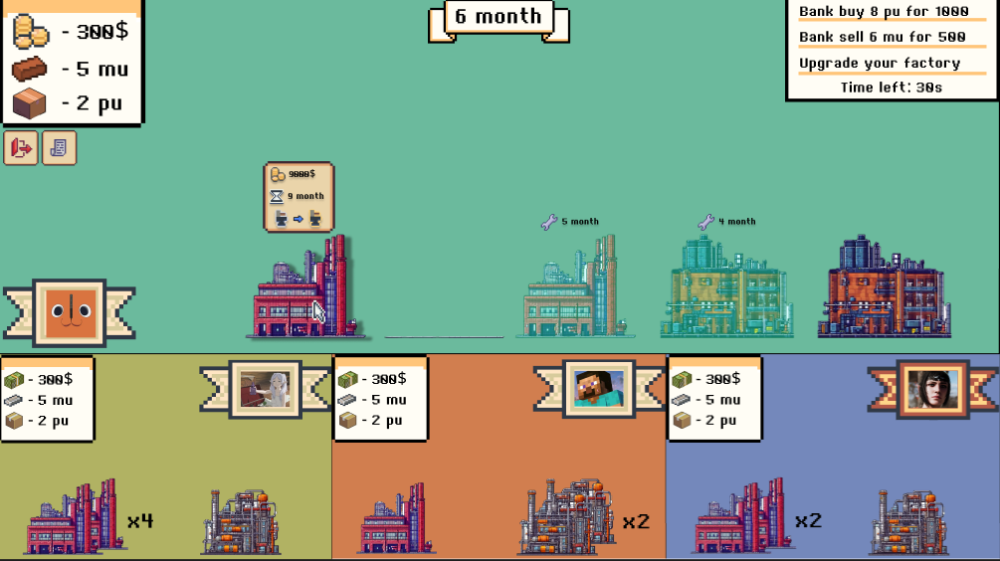 - 300$
- 5 mu
- 2 pu
6 month
Bank buy 8 pu for 1000
Bank sell 6 mu for 500
Upgrade your factory
Time left: 30s
9000$
9 month
5 month
4 month
- 300$
- 5 mu
- 2 pu
x4
- 300$
- 5 mu
- 2 pu
x2
- 300$
- 5 mu
- 2 pu
x2